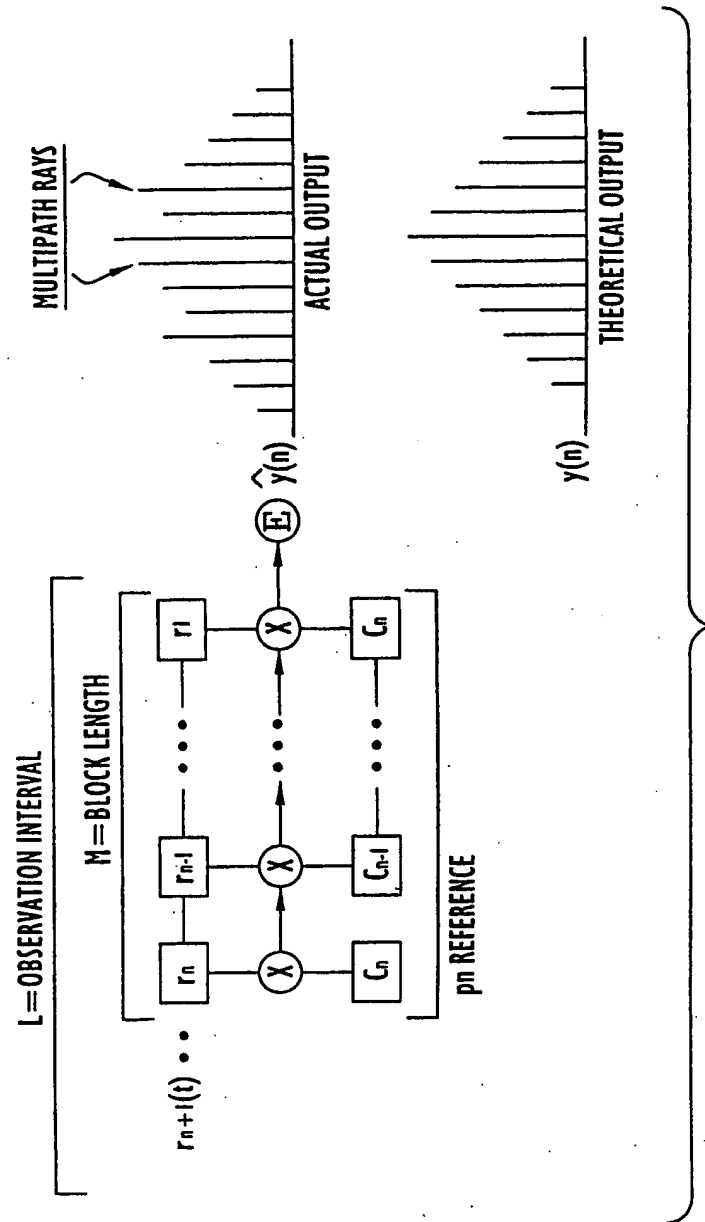 L=OBSERVATION INTERVAL
M=BLOCK LENGTH
rn+1(t) •• rn rn-1 ••• r1
X X ••• X E ŷ(n)
Cn Cn-1 ••• Cn
pn REFERENCE
MULTIPATH RAYS
ACTUAL OUTPUT
y(n)
THEORETICAL OUTPUT